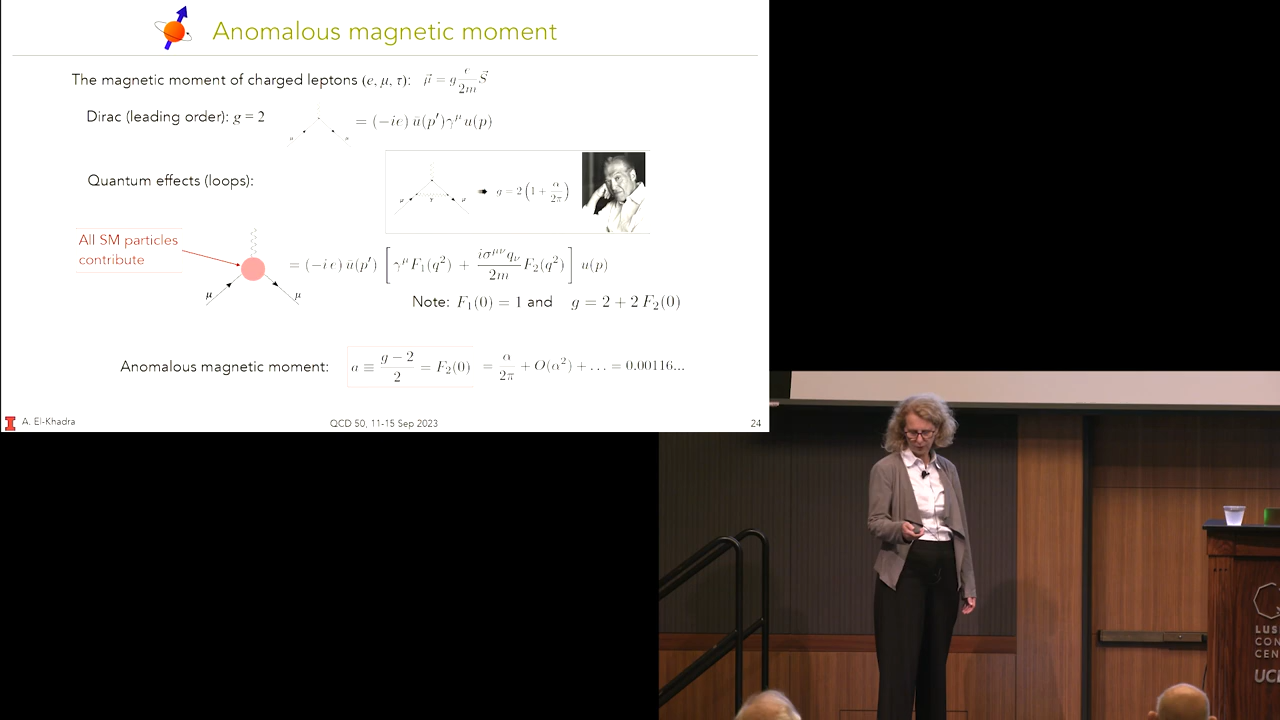 Anomalous magnetic moment
The magnetic moment of charged leptons (e, μ, τ): μ⃗ = g e/2m S⃗
Dirac (leading order): g = 2
μ μ
= (−ie) ū(p′)γ^μ u(p)
Quantum effects (loops):
μ γ μ
➠ g = 2 (1 + α/2π)
All SM particles
contribute
μ μ
= (−i e) ū(p′) [γ^μ F₁(q²) + iσ^μν q_ν/2m F₂(q²)] u(p)
Note: F₁(0) = 1 and g = 2 + 2 F₂(0)
Anomalous magnetic moment: a ≡ g − 2/2 = F₂(0) = α/2π + O(α²) + . . . = 0.00116...
I A. El-Khadra
QCD 50, 11-15 Sep 2023
24
LUS
CON
CEN